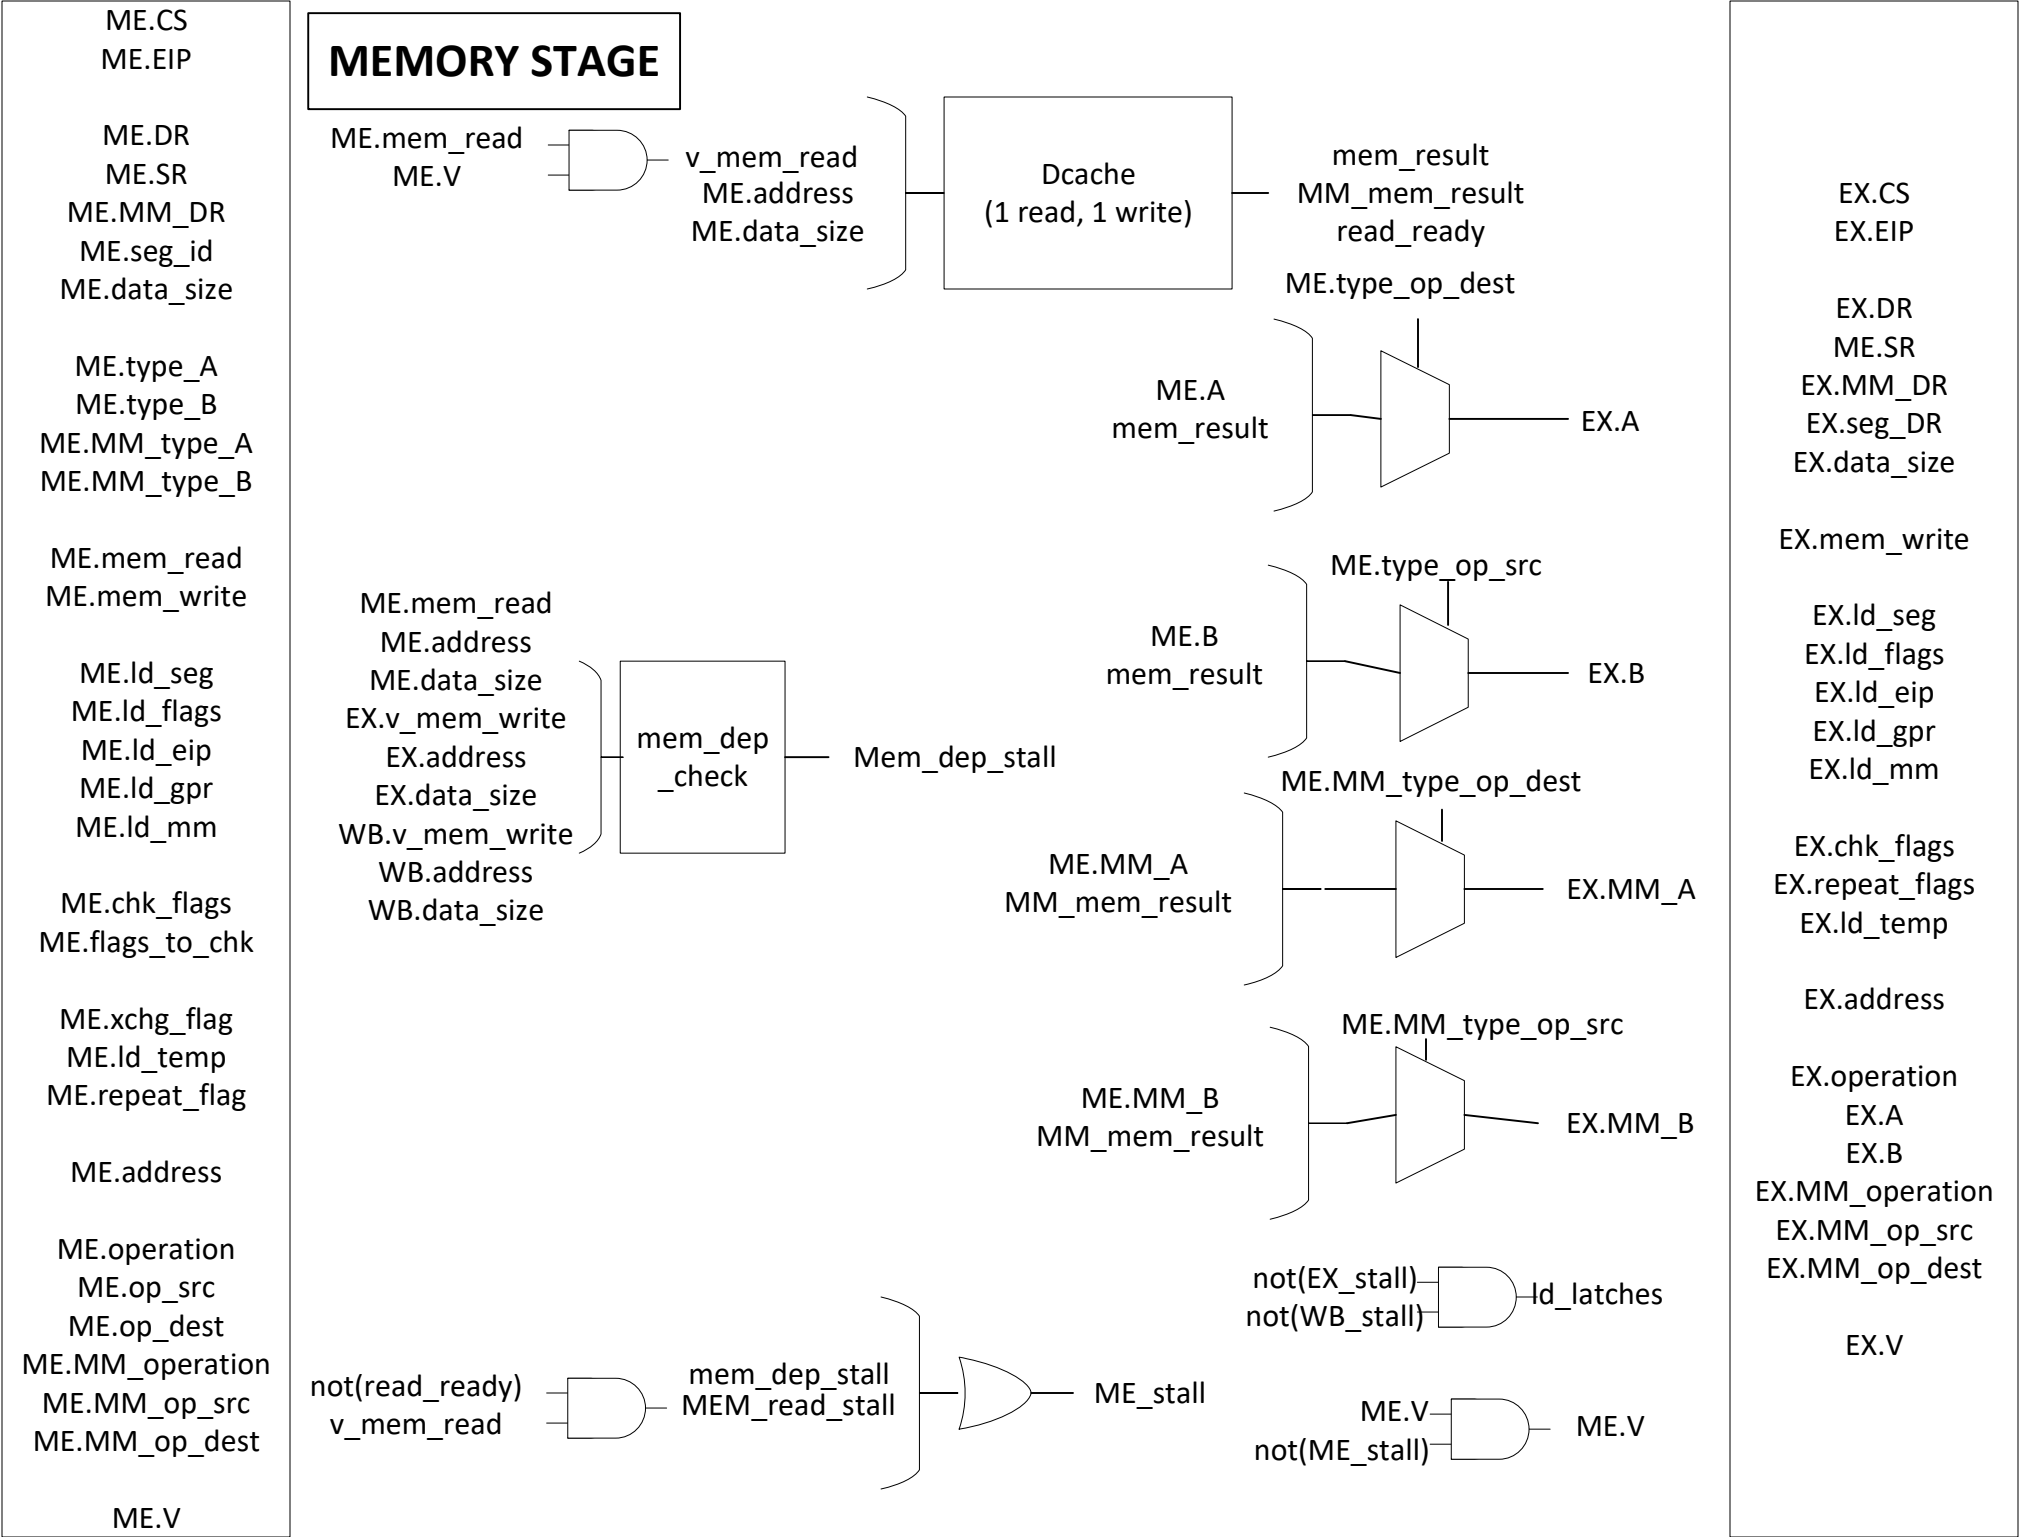 ME.CS
ME.EIP
ME.DR
ME.SR
ME.MM_DR
ME.seg_id
ME.data_size
ME.type_A
ME.type_B
ME.MM_type_A
ME.MM_type_B
ME.mem_read
ME.mem_write
ME.ld_seg
ME.ld_flags
ME.ld_eip
ME.ld_gpr
ME.ld_mm
ME.chk_flags
ME.flags_to_chk
ME.xchg_flag
ME.ld_temp
ME.repeat_flag
ME.address
ME.operation
ME.op_src
ME.op_dest
ME.MM_operation
ME.MM_op_src
ME.MM_op_dest
ME.V
MEMORY STAGE
ME.mem_read
ME.V
v_mem_read
ME.address
ME.data_size
Dcache
(1 read, 1 write)
mem_result
MM_mem_result
read_ready
ME.type_op_dest
ME.A
mem_result
EX.A
ME.type_op_src
ME.B
mem_result
EX.B
ME.mem_read
ME.address
ME.data_size
EX.v_mem_write
EX.address
EX.data_size
WB.v_mem_write
WB.address
WB.data_size
mem_dep
_check
Mem_dep_stall
ME.MM_type_op_dest
ME.MM_A
MM_mem_result
EX.MM_A
ME.MM_type_op_src
ME.MM_B
MM_mem_result
EX.MM_B
not(EX_stall)
not(WB_stall)
ld_latches
not(read_ready)
v_mem_read
mem_dep_stall
MEM_read_stall
ME_stall
ME.V
not(ME_stall)
ME.V
EX.CS
EX.EIP
EX.DR
ME.SR
EX.MM_DR
EX.seg_DR
EX.data_size
EX.mem_write
EX.ld_seg
EX.ld_flags
EX.ld_eip
EX.ld_gpr
EX.ld_mm
EX.chk_flags
EX.repeat_flags
EX.ld_temp
EX.address
EX.operation
EX.A
EX.B
EX.MM_operation
EX.MM_op_src
EX.MM_op_dest
EX.V